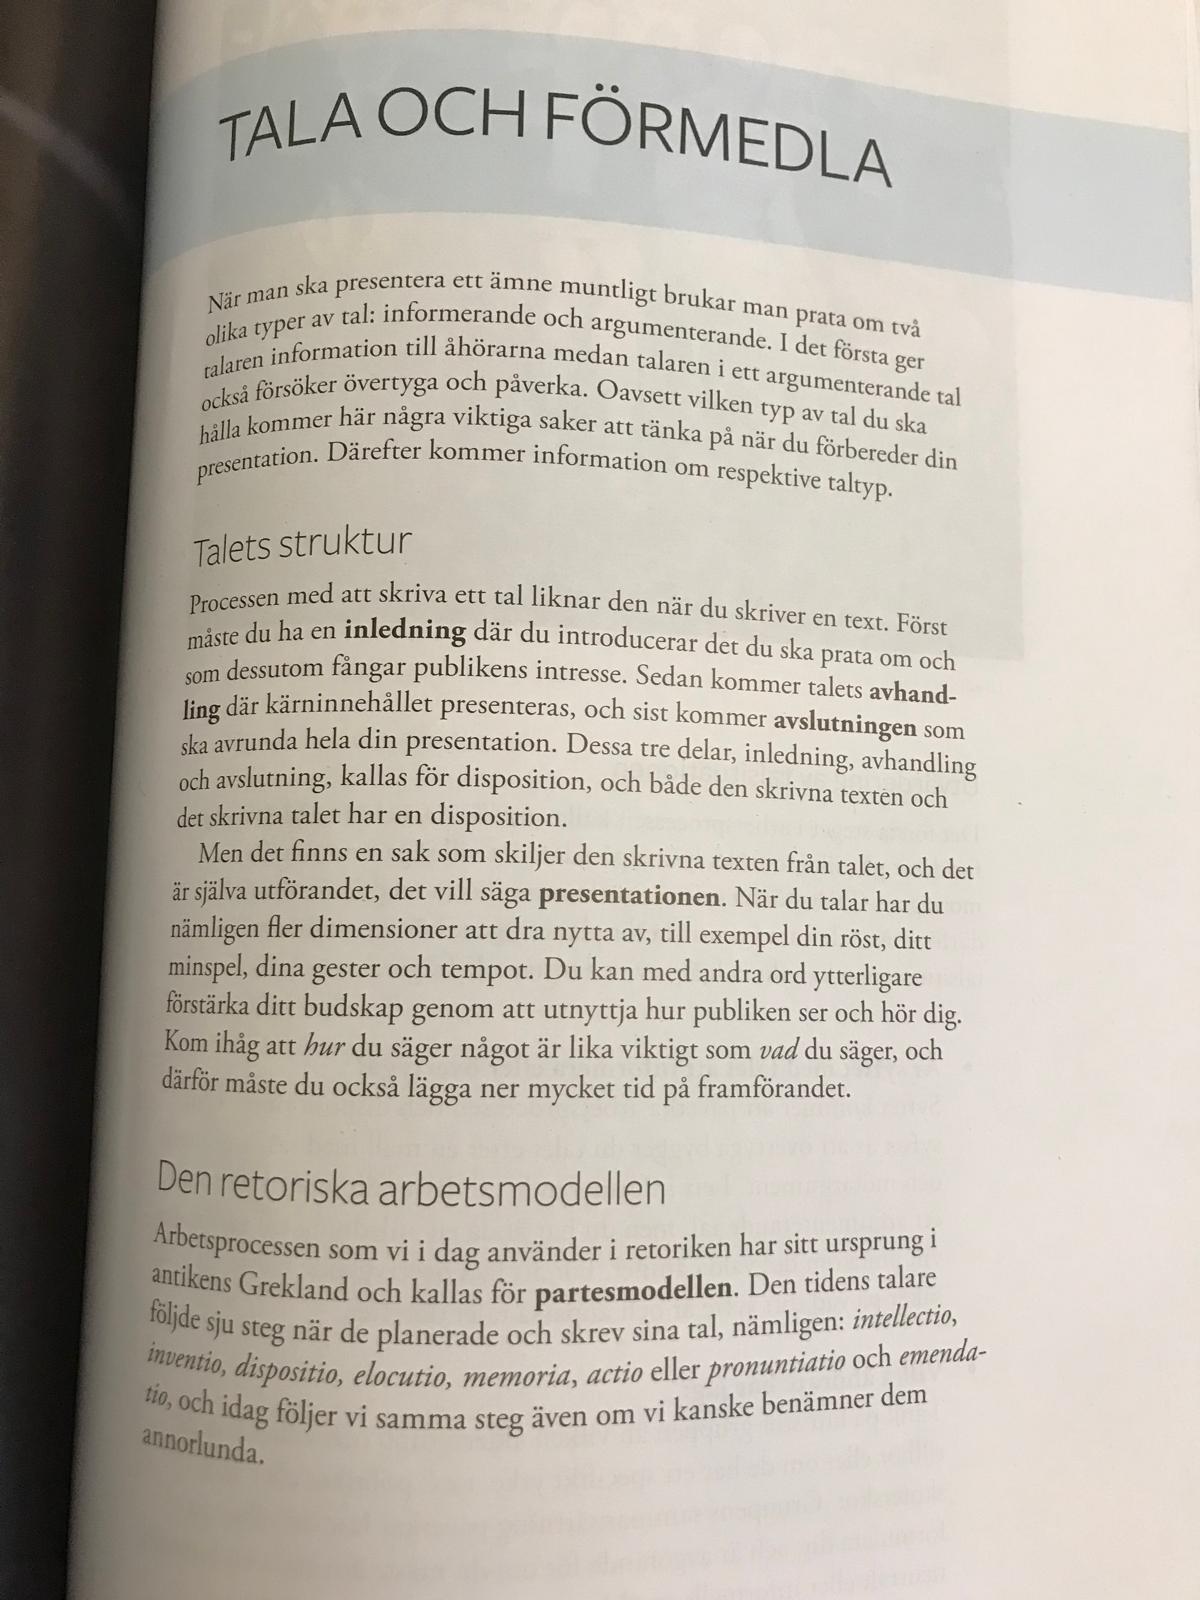 TALA OCH FÖRMEDLA
När man ska presentera ett ämne muntligt brukar man prata om två
olika typer av tal: informerande och argumenterande. I det första ger
talaren information till åhörarna medan talaren i ett argumenterande tal
också försöker övertyga och påverka. Oavsett vilken typ av tal du ska
hålla kommer här några viktiga saker att tänka på när du förbereder din
presentation. Därefter kommer information om respektive taltyp.
Talets struktur
Processen med att skriva ett tal liknar den när du skriver en text. Först
måste du ha en inledning där du introducerar det du ska prata om och
som dessutom fångar publikens intresse. Sedan kommer talets avhand-
ling där kärninnehållet presenteras, och sist kommer avslutningen som
ska avrunda hela din presentation. Dessa tre delar, inledning, avhandling
och avslutning, kallas för disposition, och både den skrivna texten och
det skrivna talet har en disposition.
Men det finns en sak som skiljer den skrivna texten från talet, och det
är själva utförandet, det vill säga presentationen. När du talar har du
nämligen fler dimensioner att dra nytta av, till exempel din röst, ditt
minspel, dina gester och tempot. Du kan med andra ord ytterligare
förstärka ditt budskap genom att utnyttja hur publiken ser och hör dig.
Kom ihåg att hur du säger något är lika viktigt som vad du säger, och
därför måste du också lägga ner mycket tid på framförandet.
Den retoriska arbetsmodellen
Arbetsprocessen som vi i dag använder i retoriken har sitt ursprung i
antikens Grekland och kallas för partesmodellen. Den tidens talare
följde sju steg när de planerade och skrev sina tal, nämligen: intellectio,
inventio, dispositio, elocutio, memoria, actio eller pronuntiatio och emenda-
tio, och idag följer vi samma steg även om vi kanske benämner dem
annorlunda.